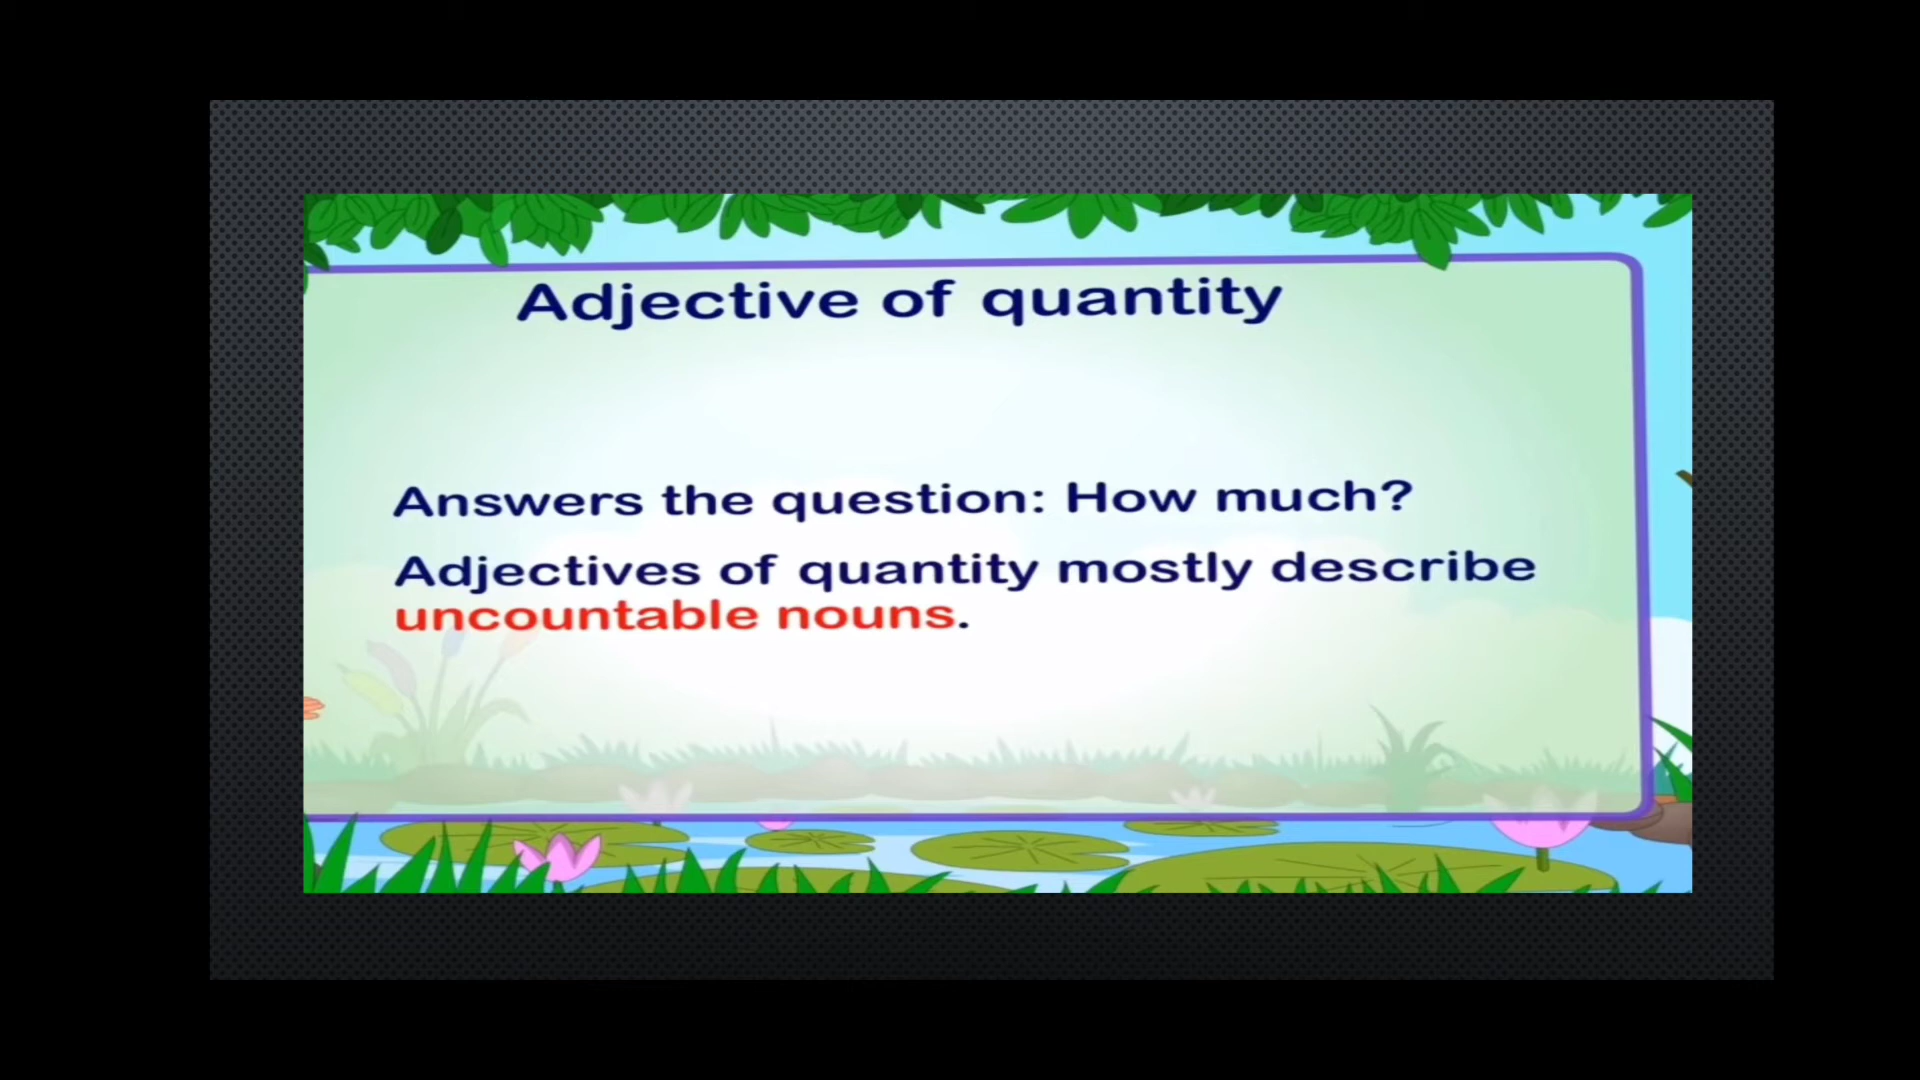 Adjective of quantity
Answers the question: How much?
Adjectives of quantity mostly describe
uncountable nouns.